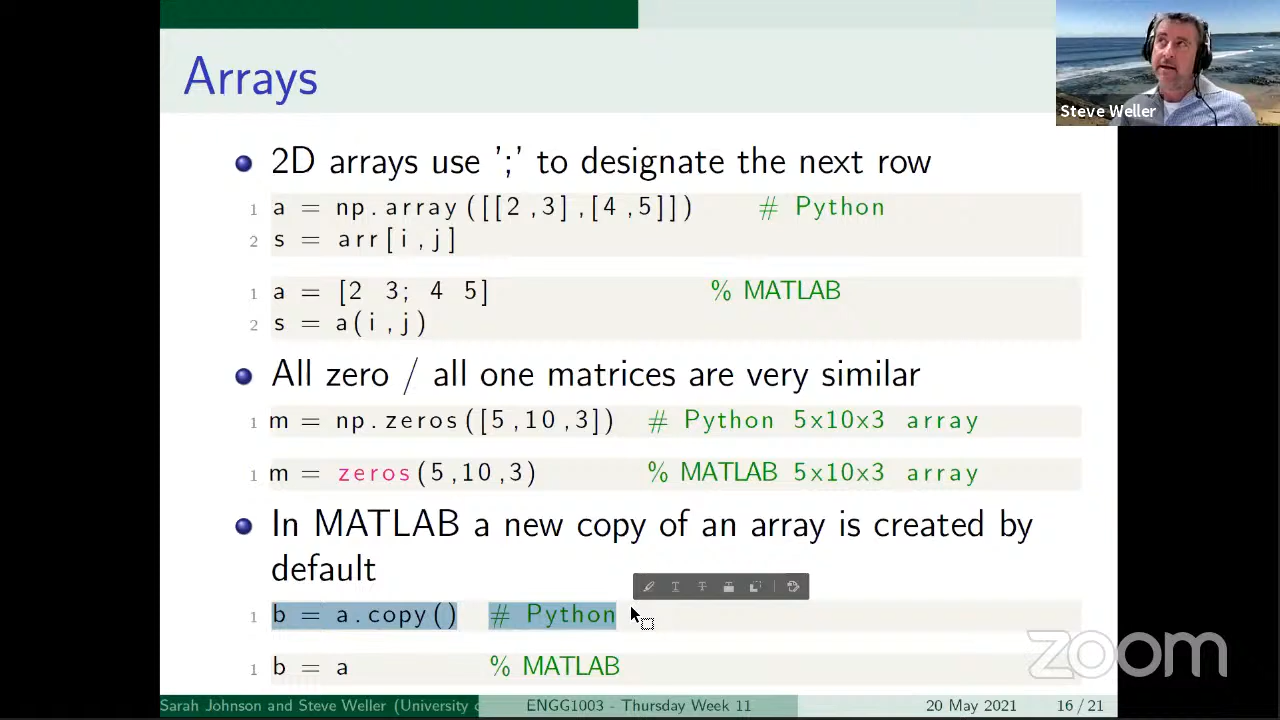 Arrays
Steve Weller
2D arrays use ';' to designate the next row
1 a = np.array([[2,3],[4,5]]) # Python
2 s = arr[i,j]
1 a = [2 3; 4 5] % MATLAB
2 s = a(i,j)
All zero / all one matrices are very similar
1 m = np.zeros([5,10,3]) # Python 5x10x3 array
1 m = zeros(5,10,3) % MATLAB 5x10x3 array
In MATLAB a new copy of an array is created by
default
1 b = a.copy() # Python
1 b = a % MATLAB
zoom
Sarah Johnson and Steve Weller (University ENGG1003 - Thursday Week 11 20 May 2021 16 / 21